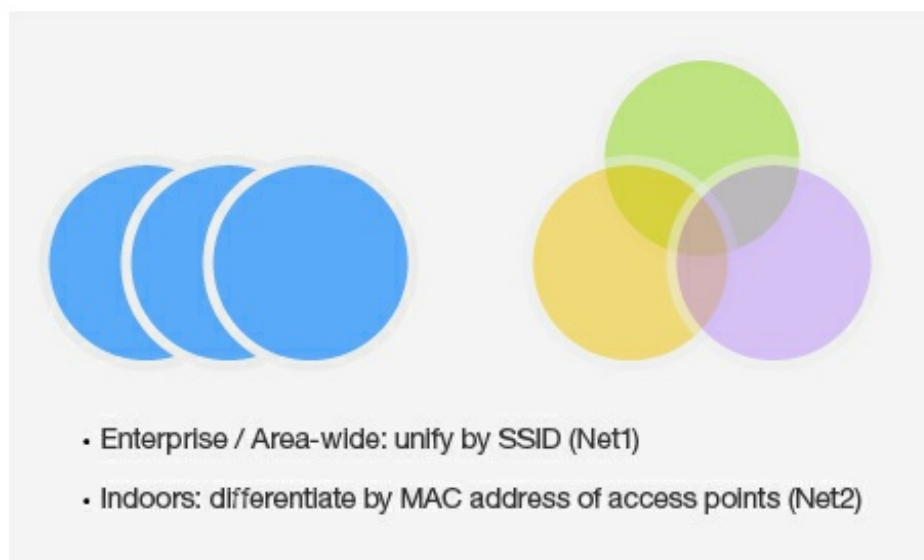 • Enterprise / Area-wide: unify by SSID (Net1)
• Indoors: differentiate by MAC address of access points (Net2)